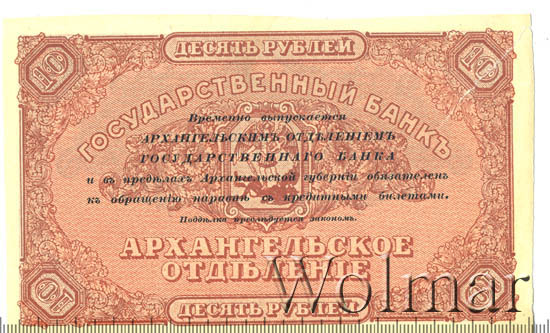 ДЕСЯТЬ РУБЛЕЙ
10 10
ГОСУДАРСТВЕННЫЙ БАНКЪ
Временно выпускается
АРХАНГЕЛЬСКИМЪ ОТДѢЛЕНІЕМЪ
ГОСУДАРСТВЕННАГО БАНКА
и въ предѣлахъ Архангельской губерніи обязателенъ
къ обращенію наравнѣ съ кредитными билетами.
Поддѣлка преслѣдуется закономъ.
АРХАНГЕЛЬСКОЕ
ОТДѢЛЕНІЕ
10 10
ДЕСЯТЬ РУБЛЕЙ
Wolmar